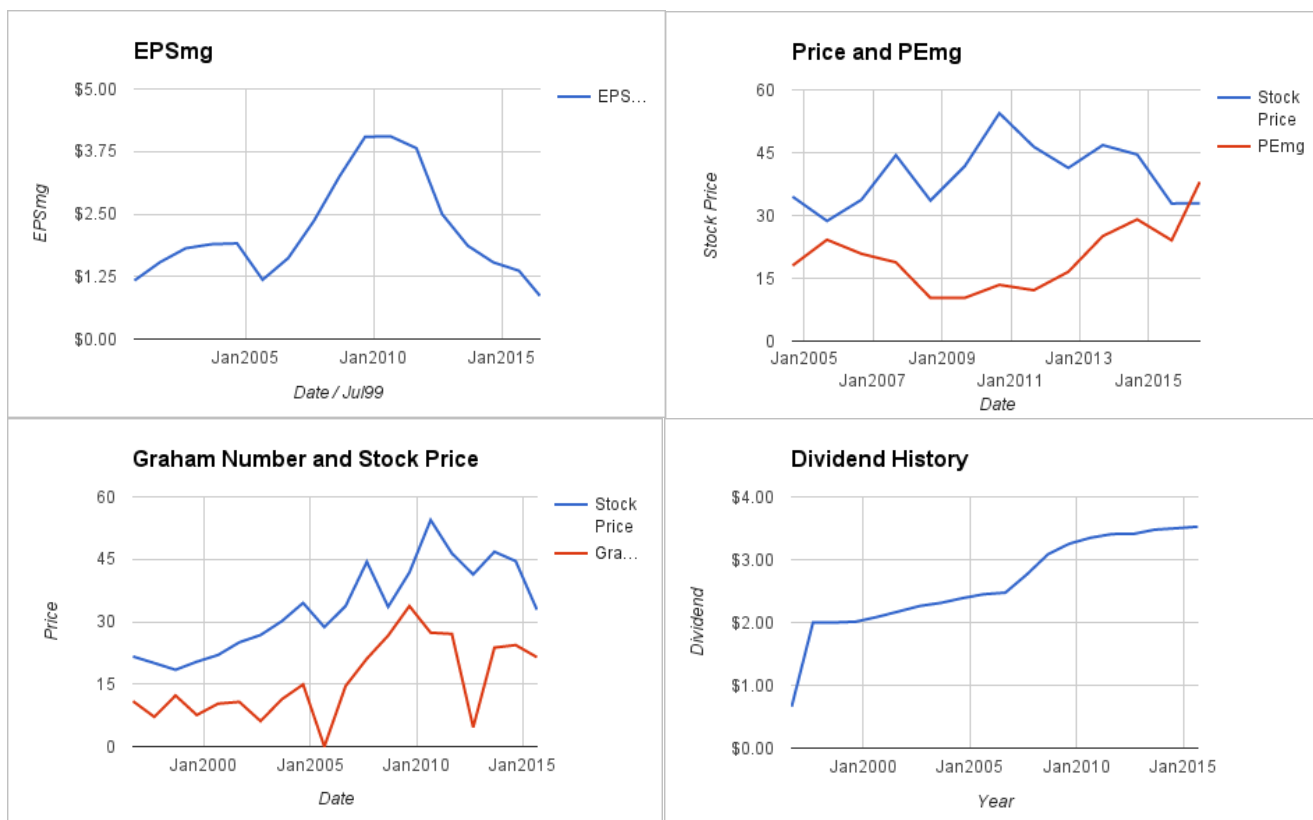 EPSmg
$5.00
$3.75
$2.50
$1.25
$0.00
EPSmg
Jan2005 Jan2010 Jan2015
Date / Jul99
EPS...
Price and PEmg
60
45
30
15
0
Stock Price
Jan2005 Jan2009 Jan2013
Jan2007 Jan2011 Jan2015
Date
Stock
Price
PEmg
Graham Number and Stock Price
60
45
30
15
0
Price
Jan2000 Jan2005 Jan2010 Jan2015
Date
Stock
Price
Gra...
Dividend History
$4.00
$3.00
$2.00
$1.00
$0.00
Dividend
Jan2000 Jan2005 Jan2010 Jan2015
Year